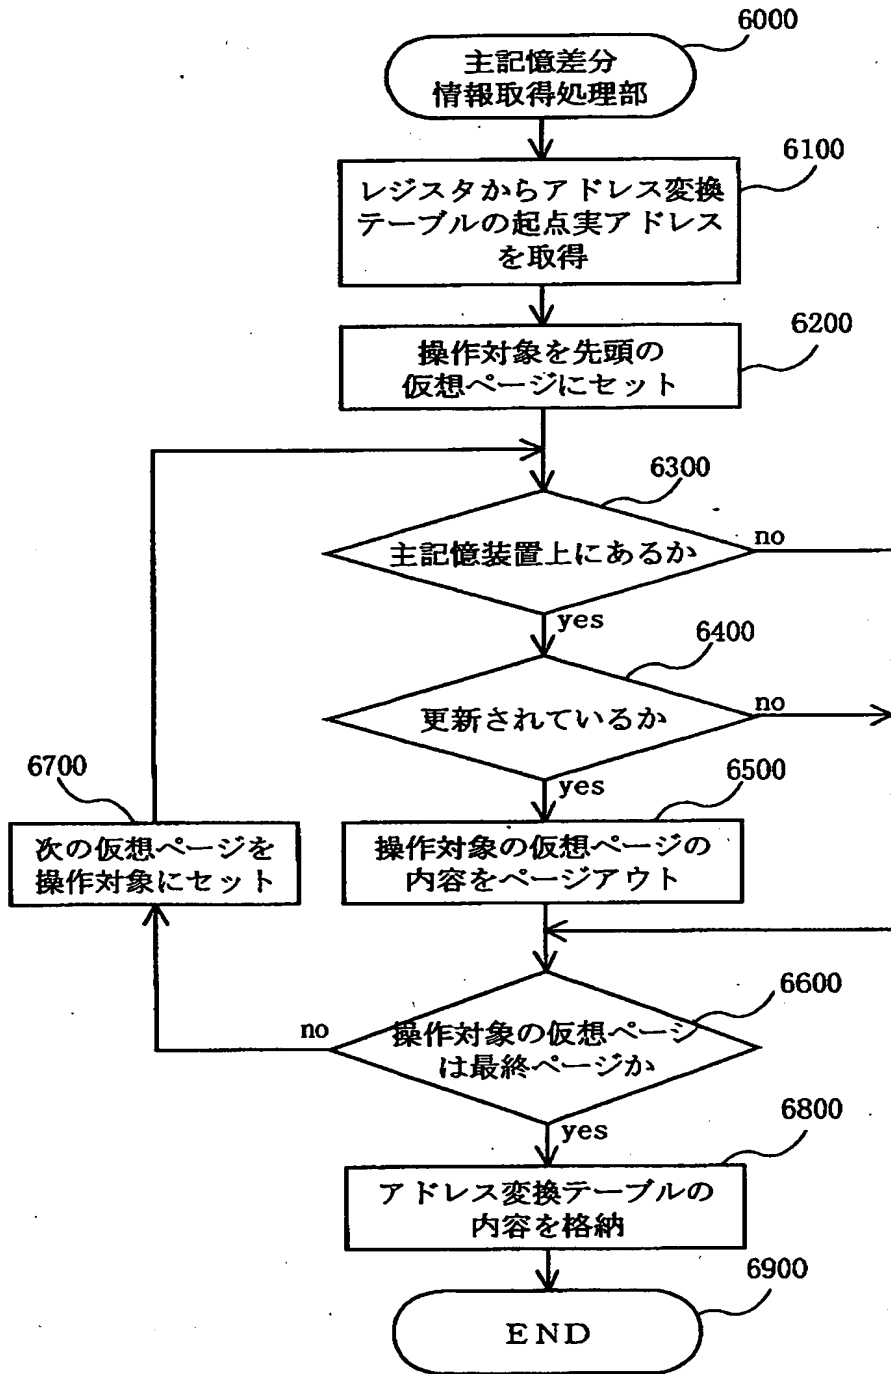 6000
主記憶差分
情報取得処理部
6100
レジスタからアドレス変換
テーブルの起点実アドレス
を取得
6200
操作対象を先頭の
仮想ページにセット
6300
主記憶装置上にあるか
no
yes
6400
更新されているか
no
yes
6700
次の仮想ページを
操作対象にセット
6500
操作対象の仮想ページの
内容をページアウト
6600
操作対象の仮想ページ
は最終ページか
no
yes
6800
アドレス変換テーブルの
内容を格納
6900
END